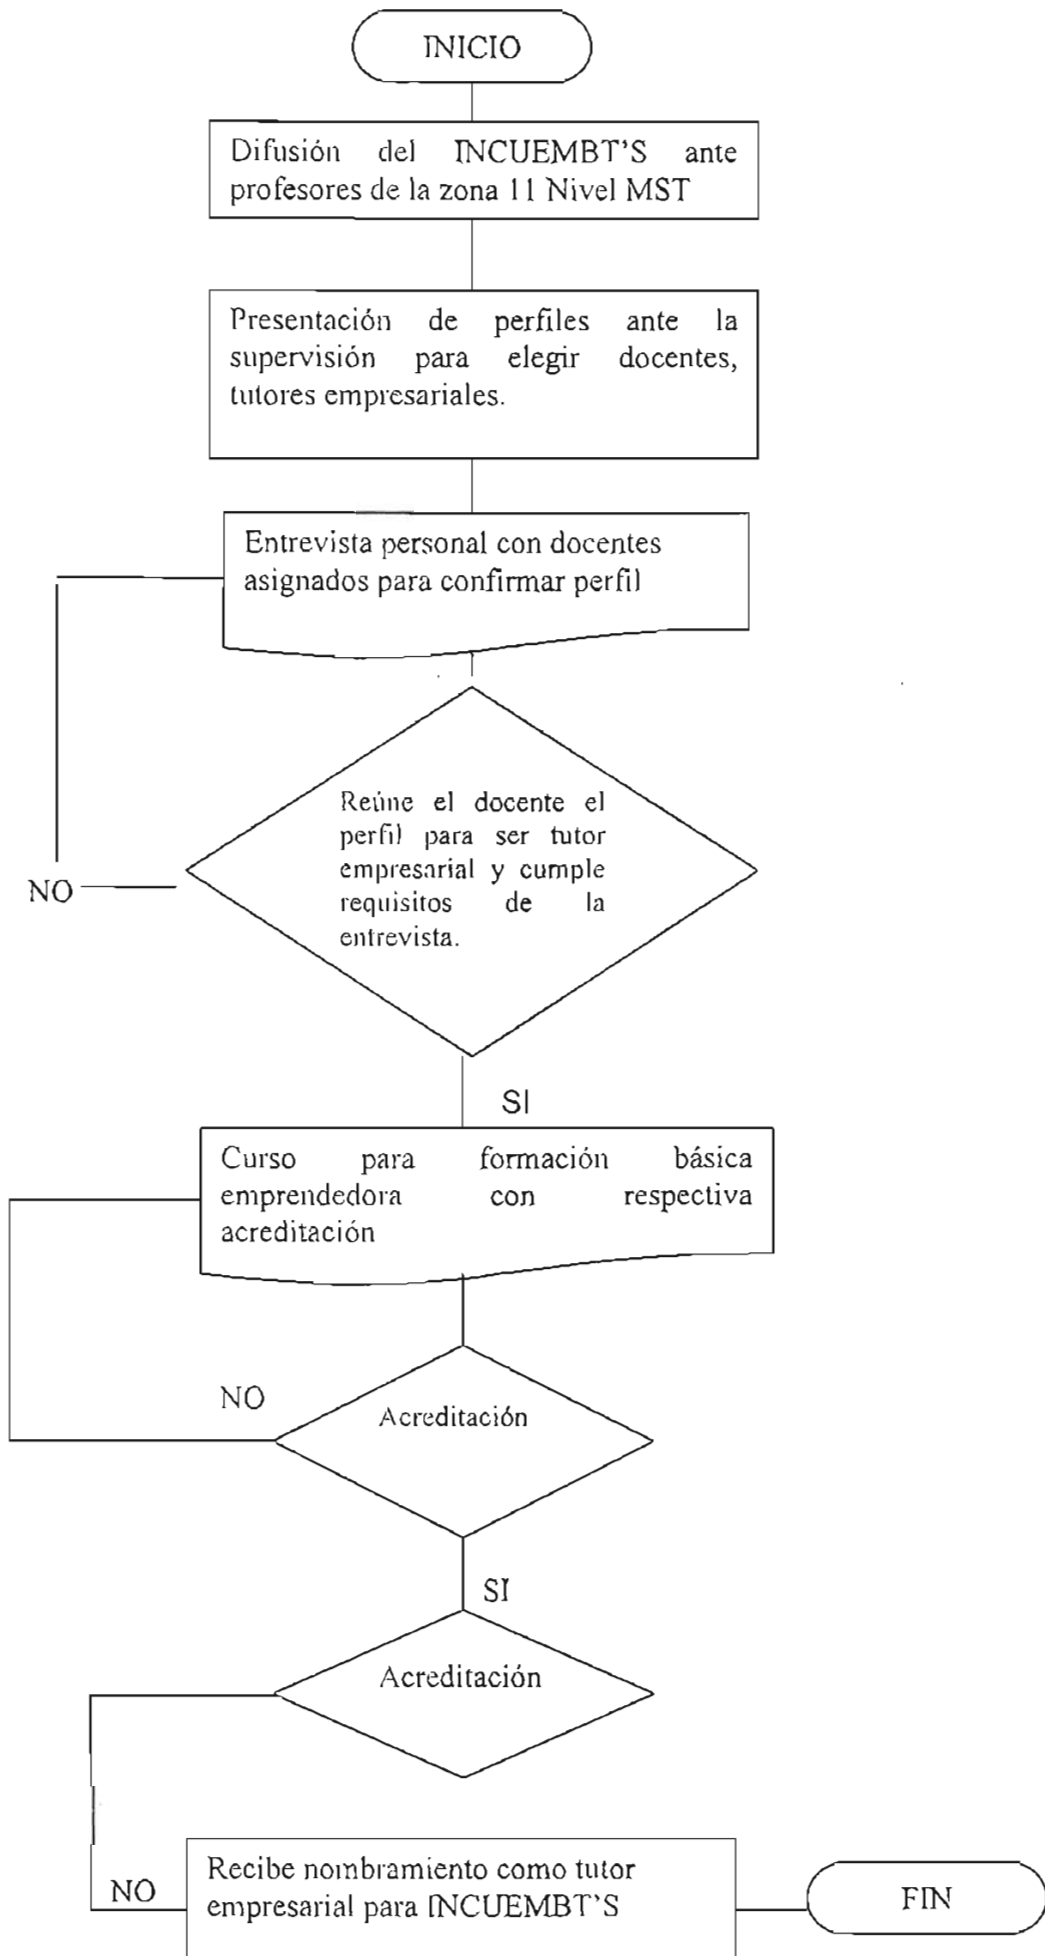 INICIO
Difusión del INCUEMBT'S ante
profesores de la zona 11 Nivel MST
Presentación de perfiles ante la
supervisión para elegir docentes,
tutores empresariales.
Entrevista personal con docentes
asignados para confirmar perfil
Reúne el docente el
perfil para ser tutor
empresarial y cumple
requisitos de la
entrevista.
NO
SI
Curso para formación básica
emprendedora con respectiva
acreditación
NO
Acreditación
SI
Acreditación
NO
Recibe nombramiento como tutor
empresarial para INCUEMBT'S
FIN